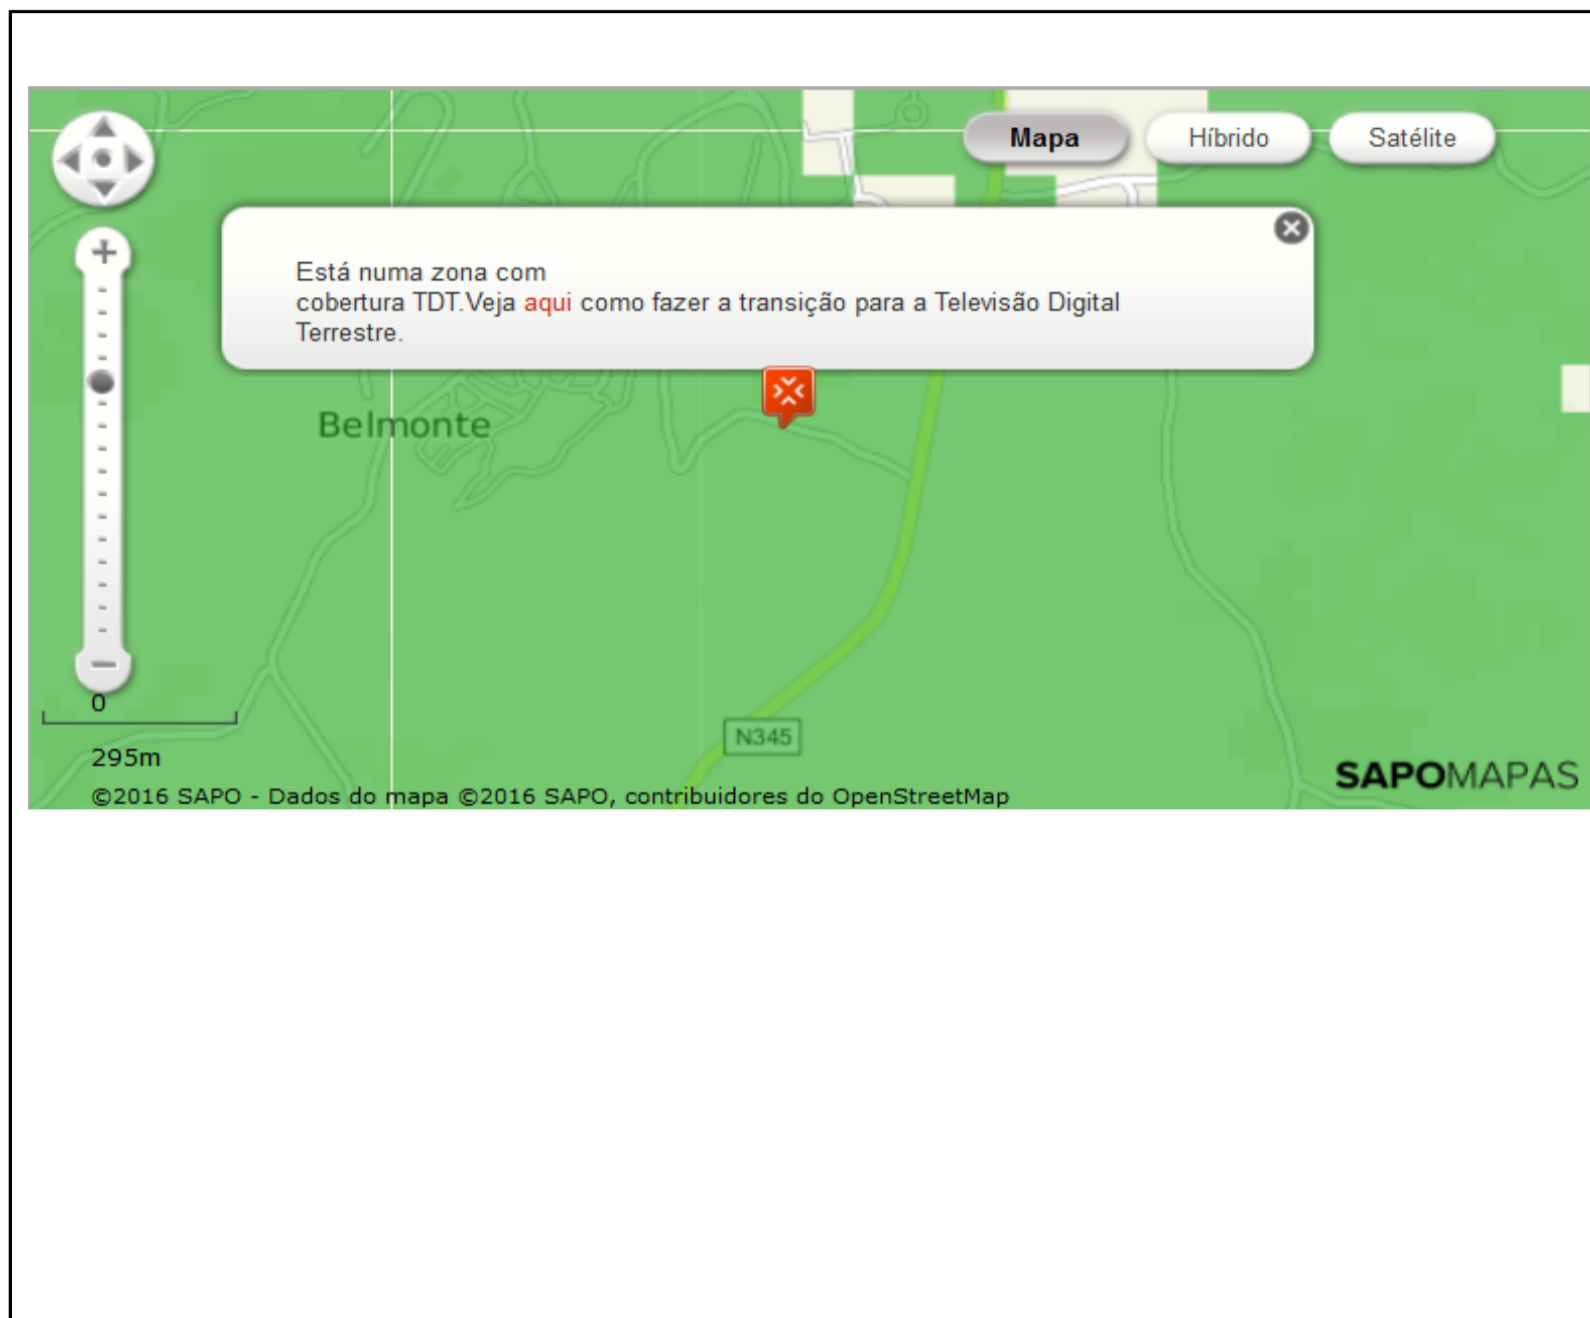 Mapa
Híbrido
Satélite
Está numa zona com
cobertura TDT.Veja aqui como fazer a transição para a Televisão Digital
Terrestre.
Belmonte
N345
0
295m
©2016 SAPO - Dados do mapa ©2016 SAPO, contribuidores do OpenStreetMap
SAPOMAPAS